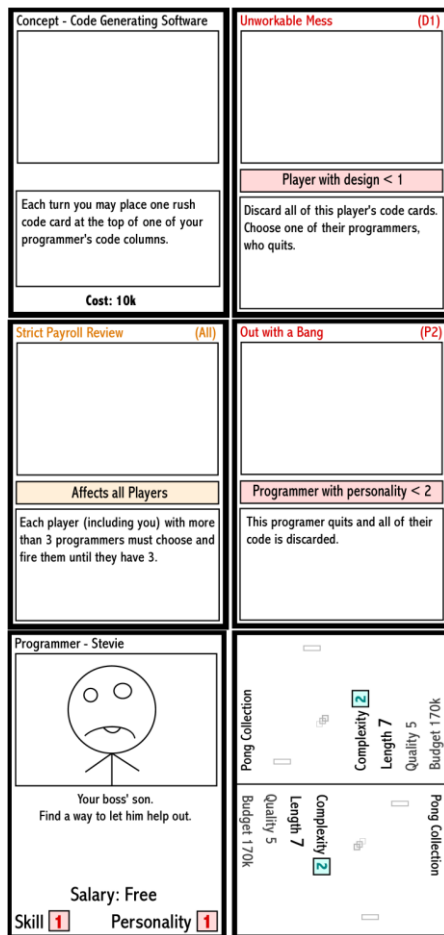 Concept - Code Generating Software
Each turn you may place one rush
code card at the top of one of your
programmer's code columns.
Cost: 10k
Unworkable Mess (D1)
Player with design < 1
Discard all of this player's code cards.
Choose one of their programmers,
who quits.
Strict Payroll Review (All)
Affects all Players
Each player (including you) with more
than 3 programmers must choose and
fire them until they have 3.
Out with a Bang (P2)
Programmer with personality < 2
This programer quits and all of their
code is discarded.
Programmer - Stevie
Your boss' son.
Find a way to let him help out.
Salary: Free
Skill 1 Personality 1
Pong Collection
Complexity 2
Length 7
Quality 5
Budget 170k
Pong Collection
Complexity 2
Length 7
Quality 5
Budget 170k